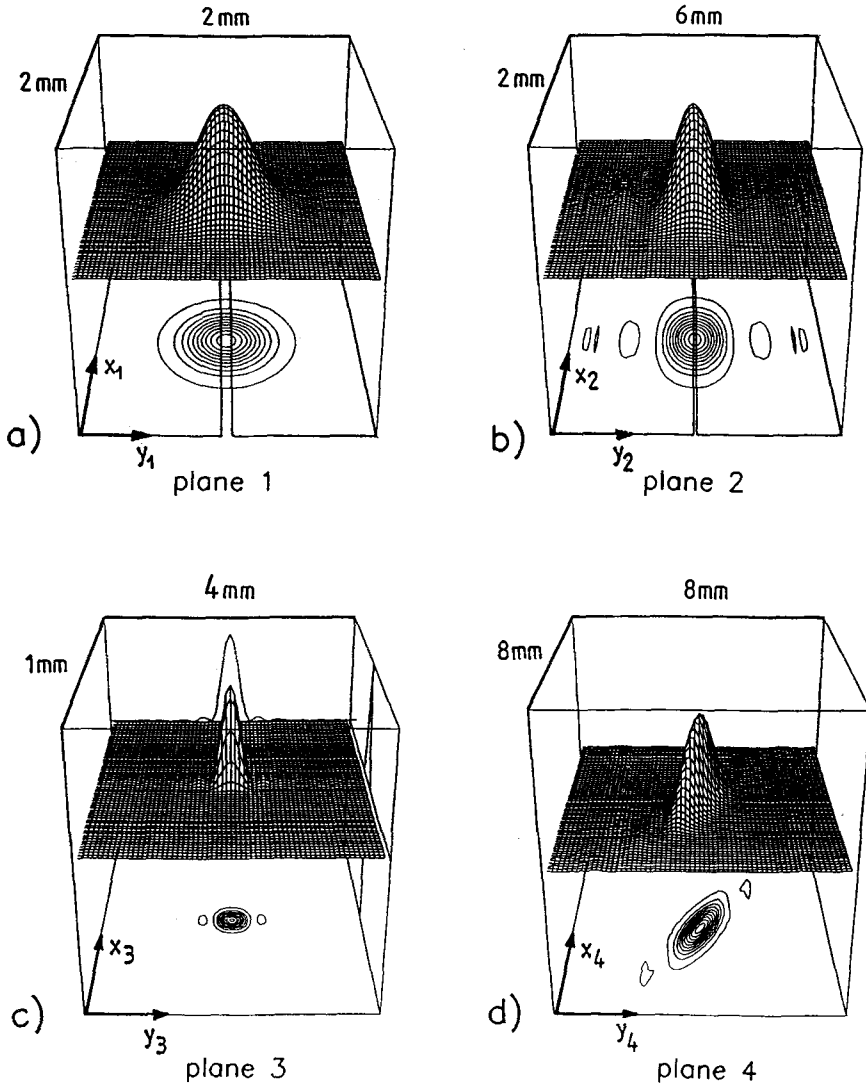 2mm
2mm
x₁
y₁
a)
plane 1
6mm
2mm
x₂
y₂
b)
plane 2
4mm
1mm
x₃
y₃
c)
plane 3
8mm
8mm
x₄
y₄
d)
plane 4